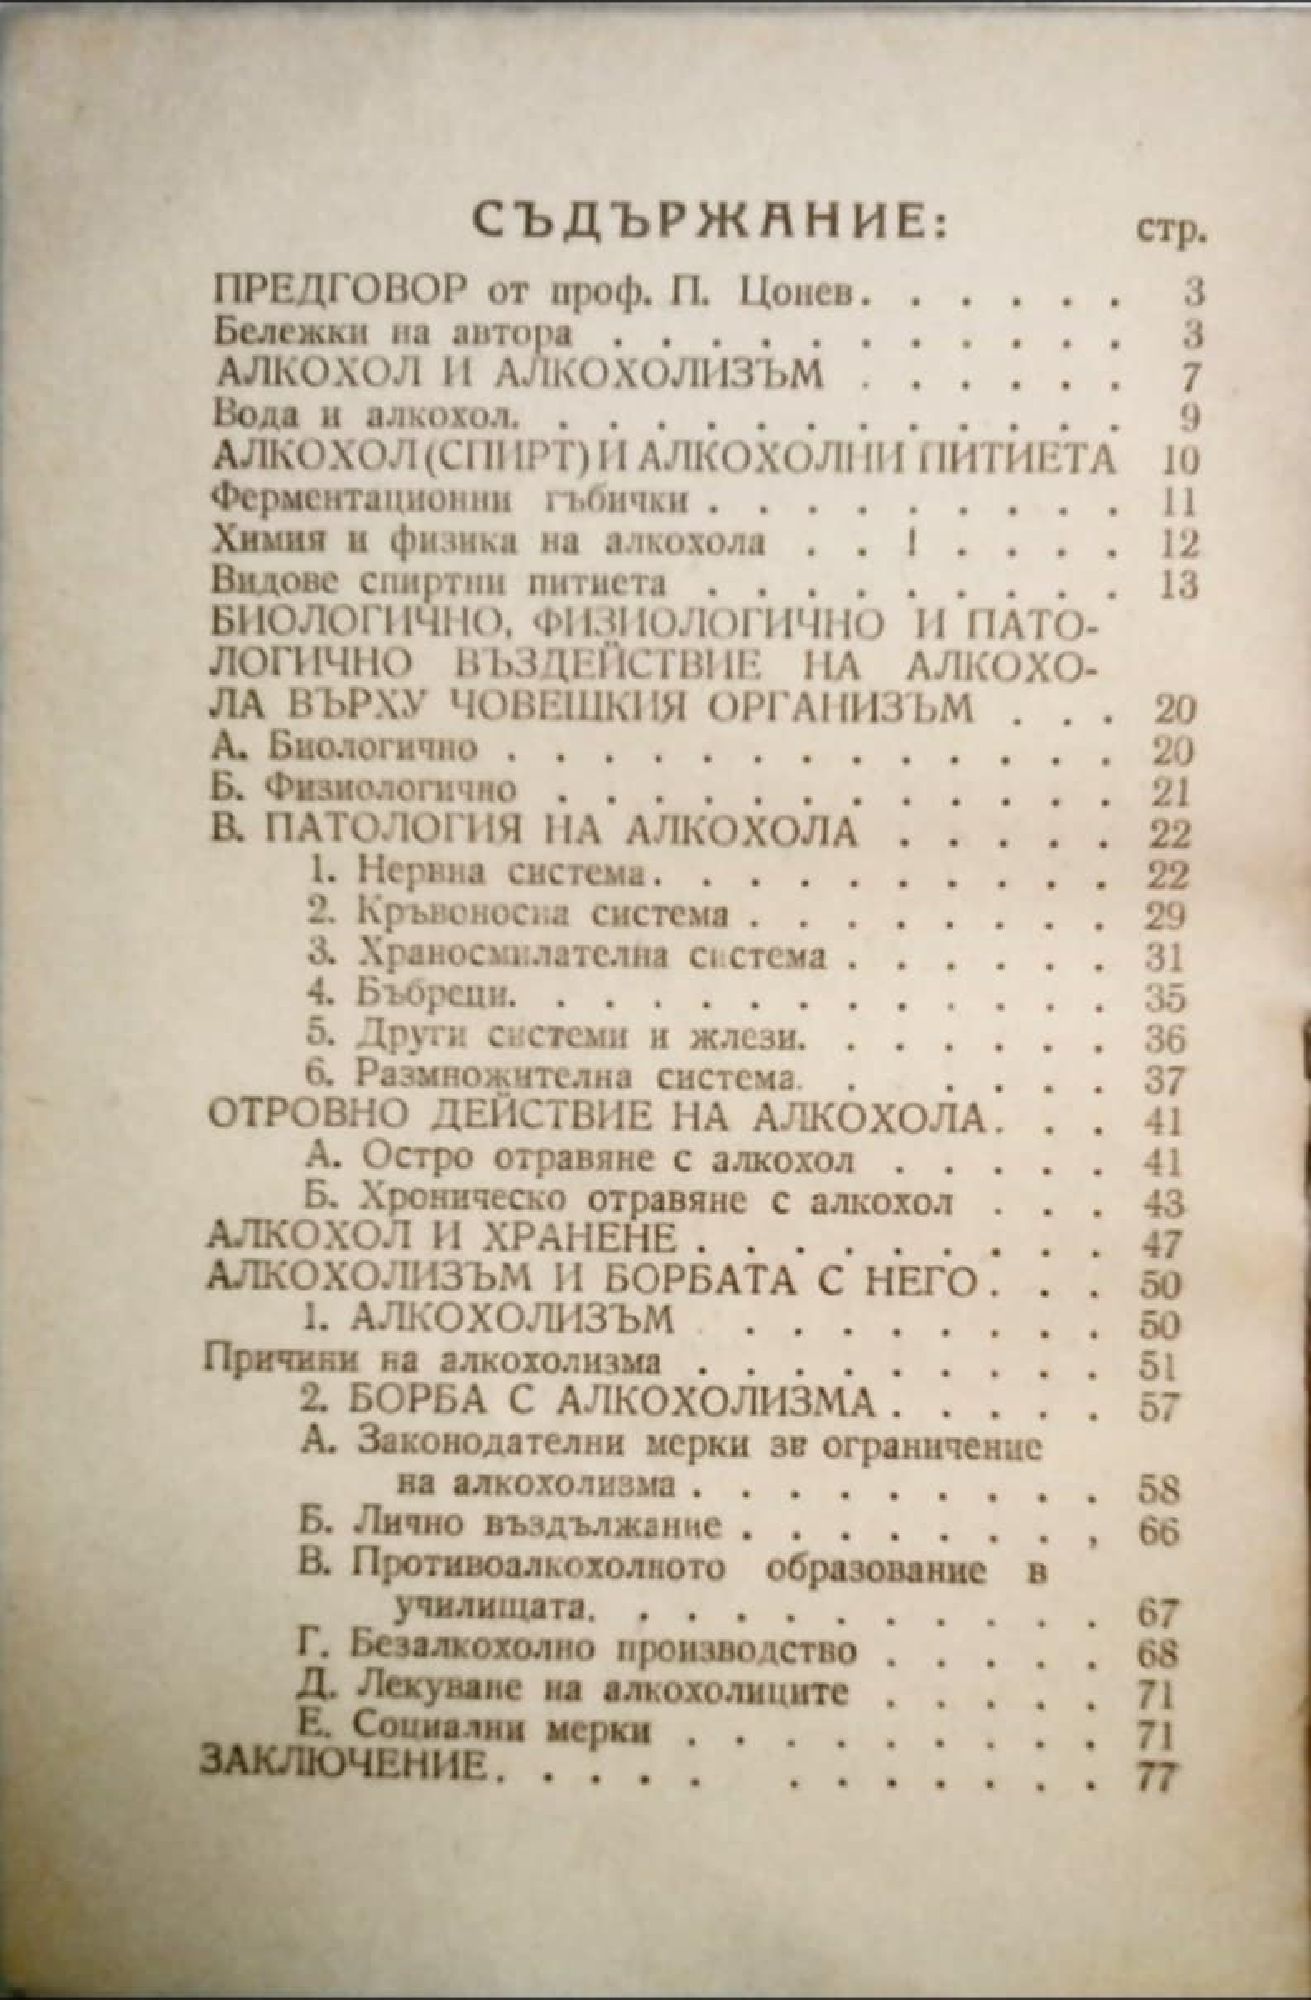 СЪДЪРЖАНИЕ: стр.
ПРЕДГОВОР от проф. П. Цонев. . . . . . . 3
Бележки на автора . . . . . . . . . . . 3
АЛКОХОЛ И АЛКОХОЛИЗЪМ . . . . . . 7
Вода и алкохол. . . . . . . . . . . . . 9
АЛКОХОЛ (СПИРТ) И АЛКОХОЛНИ ПИТИЕТА 10
Ферментационни гъбички . . . . . . . . . 11
Химия и физика на алкохола . . ! . . . . 12
Видове спиртни питиета . . . . . . . . . 13
БИОЛОГИЧНО, ФИЗИОЛОГИЧНО И ПАТО-
ЛОГИЧНО ВЪЗДЕЙСТВИЕ НА АЛКОХО-
ЛА ВЪРХУ ЧОВЕШКИЯ ОРГАНИЗЪМ . . . 20
А. Биологично . . . . . . . . . . . . . 20
Б. Физиологично . . . . . . . . . . . . 21
В. ПАТОЛОГИЯ НА АЛКОХОЛА . . . . . 22
1. Нервна система. . . . . . . . . . 22
2. Кръвоносна система . . . . . . . . 29
3. Храносмилателна система . . . . . . 31
4. Бъбреци. . . . . . . . . . . . . 35
5. Други системи и жлези. . . . . . . 36
6. Размножителна система. . . . . . 37
ОТРОВНО ДЕЙСТВИЕ НА АЛКОХОЛА. . . 41
А. Остро отравяне с алкохол . . . . . 41
Б. Хроническо отравяне с алкохол . . . 43
АЛКОХОЛ И ХРАНЕНЕ . . . . . . . . . 47
АЛКОХОЛИЗЪМ И БОРБАТА С НЕГО . . . 50
1. АЛКОХОЛИЗЪМ . . . . . . . . . 50
Причини на алкохолизма . . . . . . . . . 51
2. БОРБА С АЛКОХОЛИЗМА . . . . . 57
А. Законодателни мерки зв ограничение
на алкохолизма . . . . . . . . . 58
Б. Лично въздължание . . . . . . . , 66
В. Противоалкохолното образование в
училищата. . . . . . . . . . . 67
Г. Безалкохолно производство . . . . . 68
Д. Лекуване на алкохолиците . . . . . 71
Е. Социални мерки . . . . . . . . . 71
ЗАКЛЮЧЕНИЕ. . . . . . . . . . . . 77